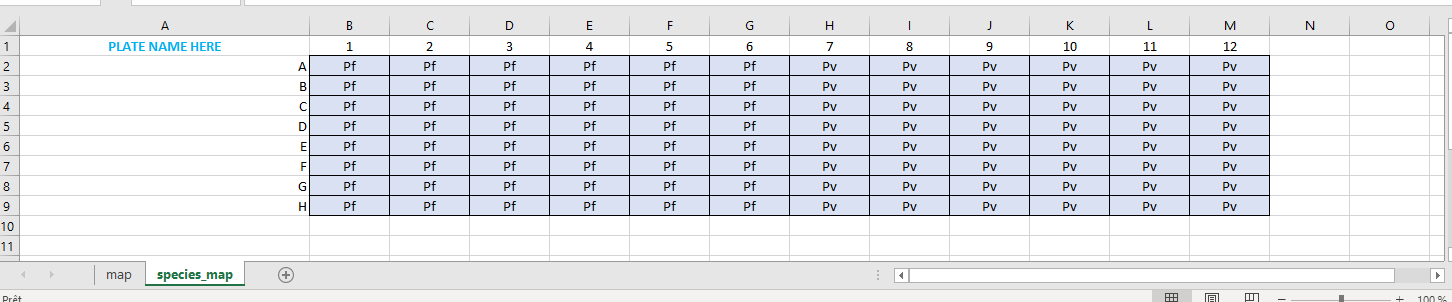 A B C D E F G H I J K L M N O
1 PLATE NAME HERE 1 2 3 4 5 6 7 8 9 10 11 12
2 A Pf Pf Pf Pf Pf Pf Pv Pv Pv Pv Pv Pv
3 B Pf Pf Pf Pf Pf Pf Pv Pv Pv Pv Pv Pv
4 C Pf Pf Pf Pf Pf Pf Pv Pv Pv Pv Pv Pv
5 D Pf Pf Pf Pf Pf Pf Pv Pv Pv Pv Pv Pv
6 E Pf Pf Pf Pf Pf Pf Pv Pv Pv Pv Pv Pv
7 F Pf Pf Pf Pf Pf Pf Pv Pv Pv Pv Pv Pv
8 G Pf Pf Pf Pf Pf Pf Pv Pv Pv Pv Pv Pv
9 H Pf Pf Pf Pf Pf Pf Pv Pv Pv Pv Pv Pv
10
11
map species_map
Prêt 100 %